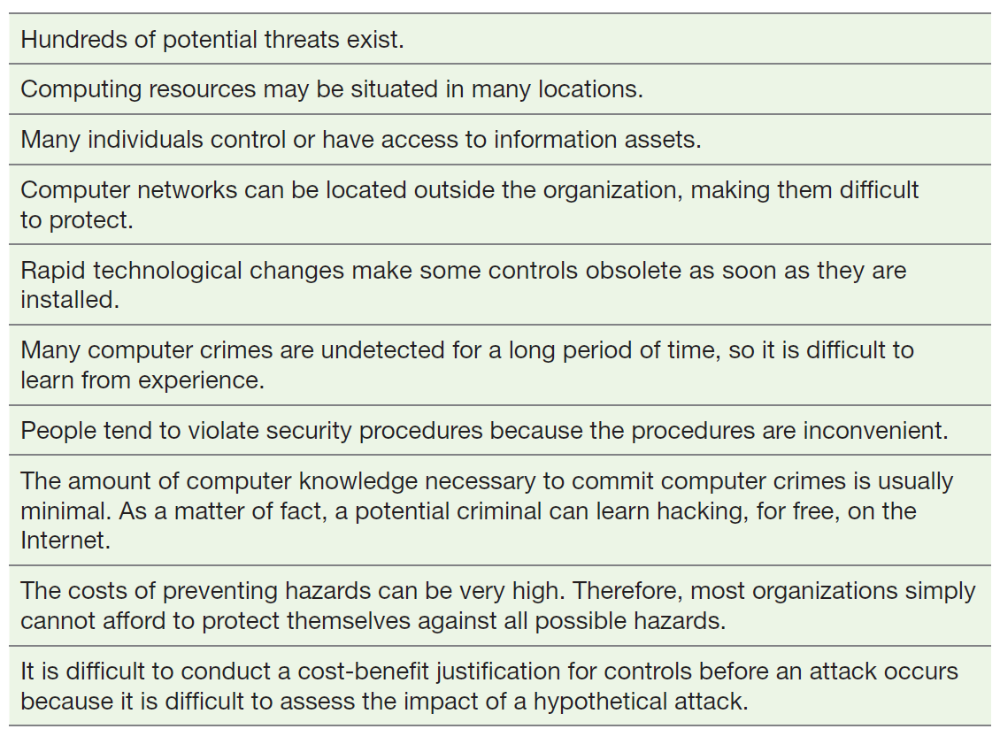 Hundreds of potential threats exist.
Computing resources may be situated in many locations.
Many individuals control or have access to information assets.
Computer networks can be located outside the organization, making them difficult
to protect.
Rapid technological changes make some controls obsolete as soon as they are
installed.
Many computer crimes are undetected for a long period of time, so it is difficult to
learn from experience.
People tend to violate security procedures because the procedures are inconvenient.
The amount of computer knowledge necessary to commit computer crimes is usually
minimal. As a matter of fact, a potential criminal can learn hacking, for free, on the
Internet.
The costs of preventing hazards can be very high. Therefore, most organizations simply
cannot afford to protect themselves against all possible hazards.
It is difficult to conduct a cost-benefit justification for controls before an attack occurs
because it is difficult to assess the impact of a hypothetical attack.